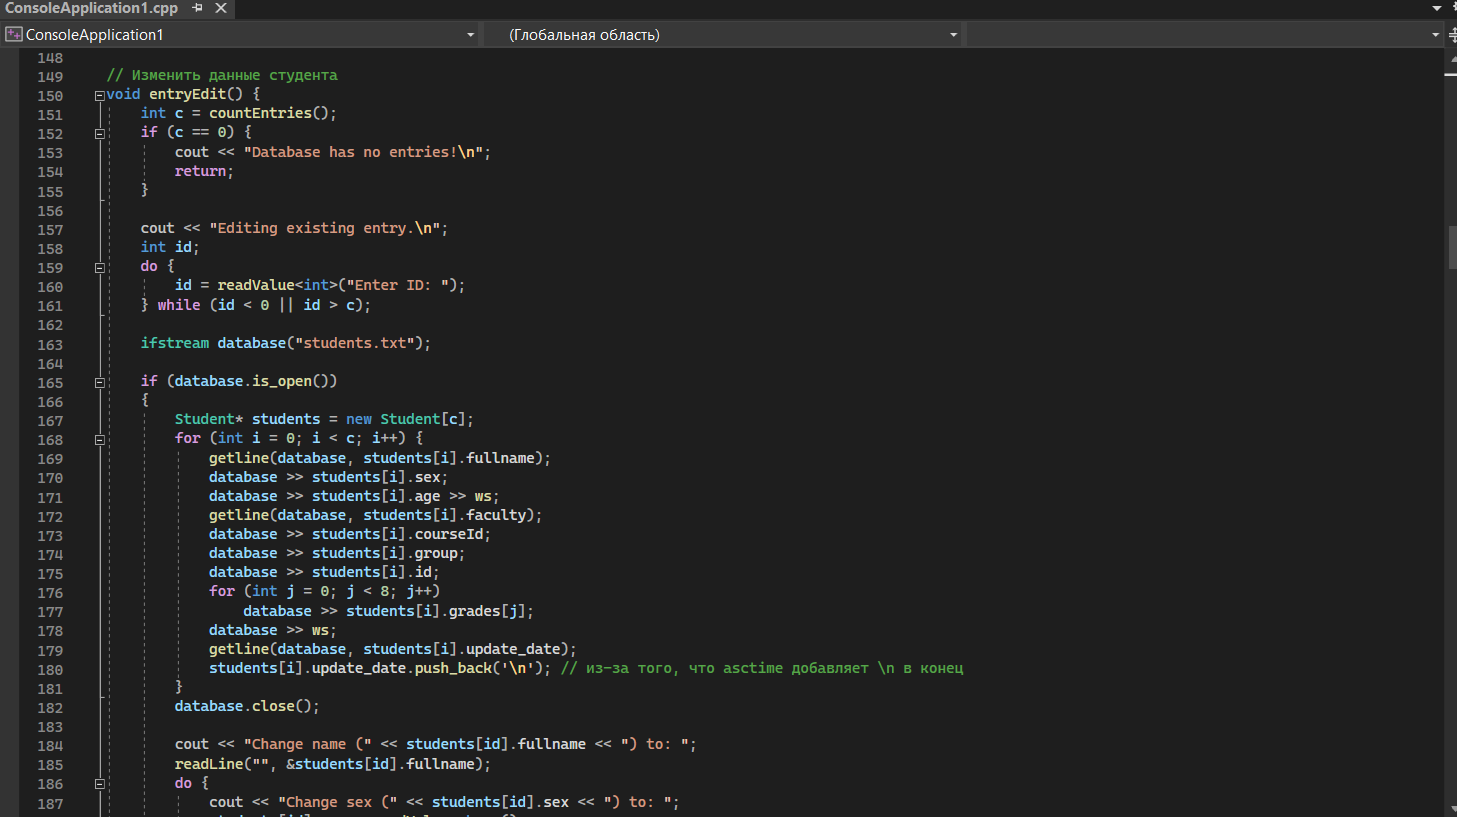 ConsoleApplication1.cpp
ConsoleApplication1 (Глобальная область)
148
149 // Изменить данные студента
150 void entryEdit() {
151 int c = countEntries();
152 if (c == 0) {
153 cout << "Database has no entries!\n";
154 return;
155 }
156
157 cout << "Editing existing entry.\n";
158 int id;
159 do {
160 id = readValue<int>("Enter ID: ");
161 } while (id < 0 || id > c);
162
163 ifstream database("students.txt");
164
165 if (database.is_open())
166 {
167 Student* students = new Student[c];
168 for (int i = 0; i < c; i++) {
169 getline(database, students[i].fullname);
170 database >> students[i].sex;
171 database >> students[i].age >> ws;
172 getline(database, students[i].faculty);
173 database >> students[i].courseId;
174 database >> students[i].group;
175 database >> students[i].id;
176 for (int j = 0; j < 8; j++)
177 database >> students[i].grades[j];
178 database >> ws;
179 getline(database, students[i].update_date);
180 students[i].update_date.push_back('\n'); // из-за того, что asctime добавляет \n в конец
181 }
182 database.close();
183
184 cout << "Change name (" << students[id].fullname << ") to: ";
185 readLine("", &students[id].fullname);
186 do {
187 cout << "Change sex (" << students[id].sex << ") to: ";